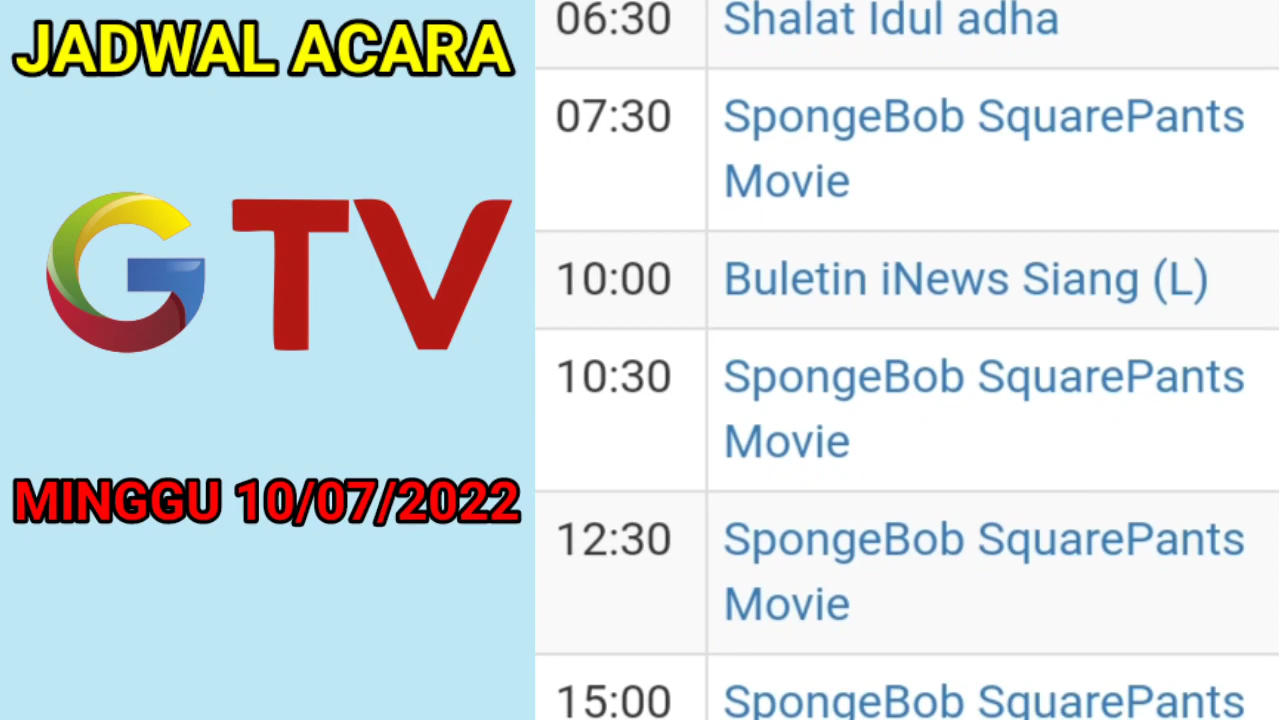 JADWAL ACARA
GTV
MINGGU 10/07/2022
06:30 Shalat Idul adha
07:30 SpongeBob SquarePants
Movie
10:00 Buletin iNews Siang (L)
10:30 SpongeBob SquarePants
Movie
12:30 SpongeBob SquarePants
Movie
15:00 SpongeBob SquarePants